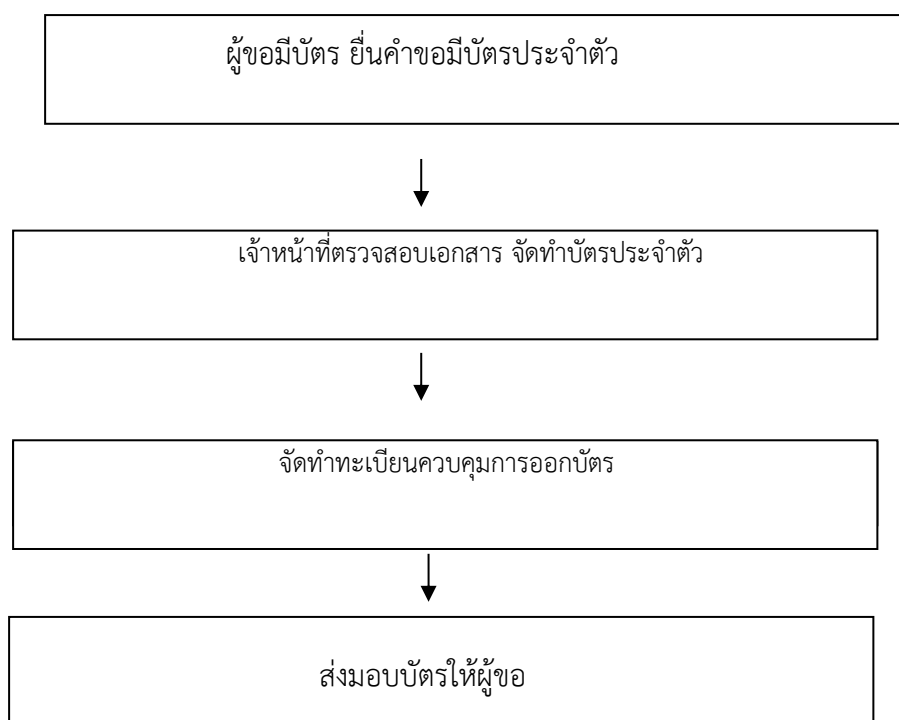 ผู้ขอมีบัตร ยื่นคำขอมีบัตรประจำตัว
เจ้าหน้าที่ตรวจสอบเอกสาร จัดทำบัตรประจำตัว
จัดทำทะเบียนควบคุมการออกบัตร
ส่งมอบบัตรให้ผู้ขอ